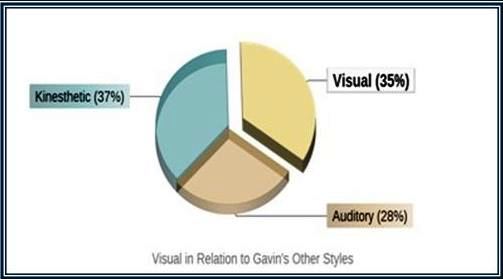 Visual (35%)
Kinesthetic (37%)
Auditory (28%)
Visual in Relation to Gavin's Other Styles